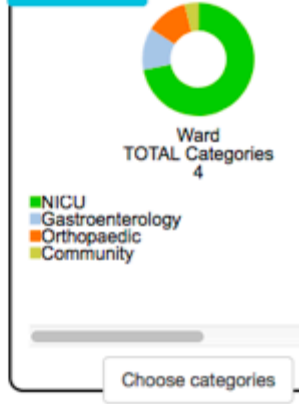 Ward
TOTAL Categories
4
NICU
Gastroenterology
Orthopaedic
Community
Choose categories